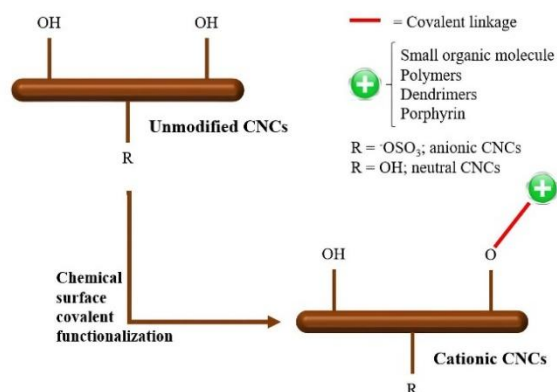 OH
OH
Unmodified CNCs
R
= Covalent linkage
Small organic molecule
Polymers
Dendrimers
Porphyrin
R = ⁻OSO₃; anionic CNCs
R = OH; neutral CNCs
Chemical
surface
covalent
functionalization
OH
O
Cationic CNCs
R